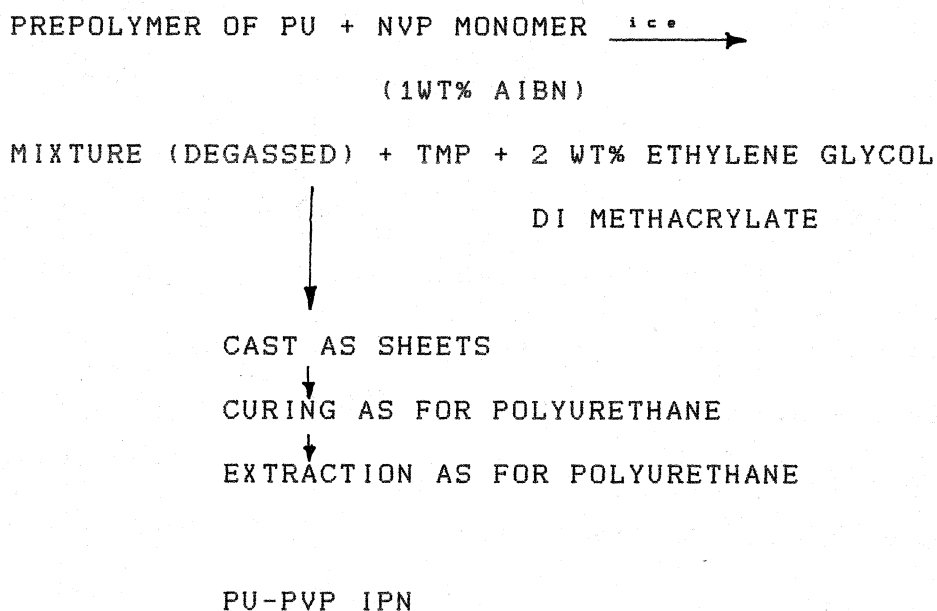 PREPOLYMER OF PU + NVP MONOMER ice
(1WT% AIBN)
MIXTURE (DEGASSED) + TMP + 2 WT% ETHYLENE GLYCOL
DI METHACRYLATE
CAST AS SHEETS
CURING AS FOR POLYURETHANE
EXTRACTION AS FOR POLYURETHANE
PU-PVP IPN